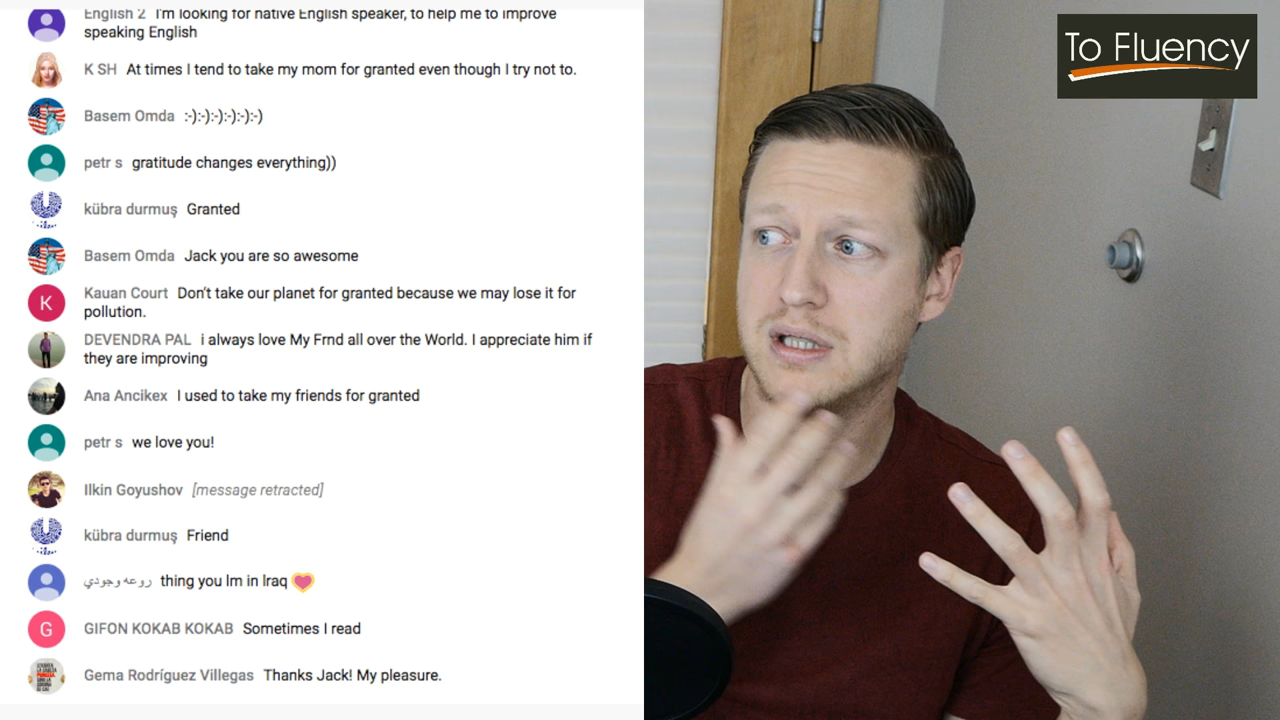 English 2 I'm looking for native English speaker, to help me to improve
speaking English
K SH At times I tend to take my mom for granted even though I try not to.
Basem Omda :-):-):-):-):-):-)
petr s gratitude changes everything))
kübra durmuş Granted
Basem Omda Jack you are so awesome
K Kauan Court Don't take our planet for granted because we may lose it for
pollution.
DEVENDRA PAL i always love My Frnd all over the World. I appreciate him if
they are improving
Ana Ancikex I used to take my friends for granted
petr s we love you!
Ilkin Goyushov [message retracted]
kübra durmuş Friend
روعه وجودي thing you Im in Iraq
G GIFON KOKAB KOKAB Sometimes I read
Gema Rodríguez Villegas Thanks Jack! My pleasure.
To Fluency